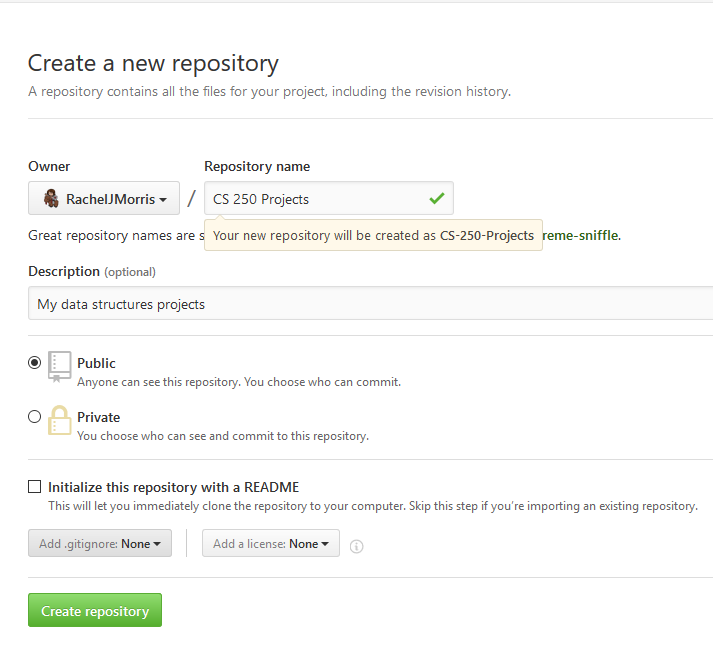 Create a new repository
A repository contains all the files for your project, including the revision history.
Owner
Repository name
RachelJMorris
/
CS 250 Projects
Great repository names are s
Your new repository will be created as CS-250-Projects
reme-sniffle.
Description (optional)
My data structures projects
Public
Anyone can see this repository. You choose who can commit.
Private
You choose who can see and commit to this repository.
Initialize this repository with a README
This will let you immediately clone the repository to your computer. Skip this step if you're importing an existing repository.
Add .gitignore: None
Add a license: None
Create repository